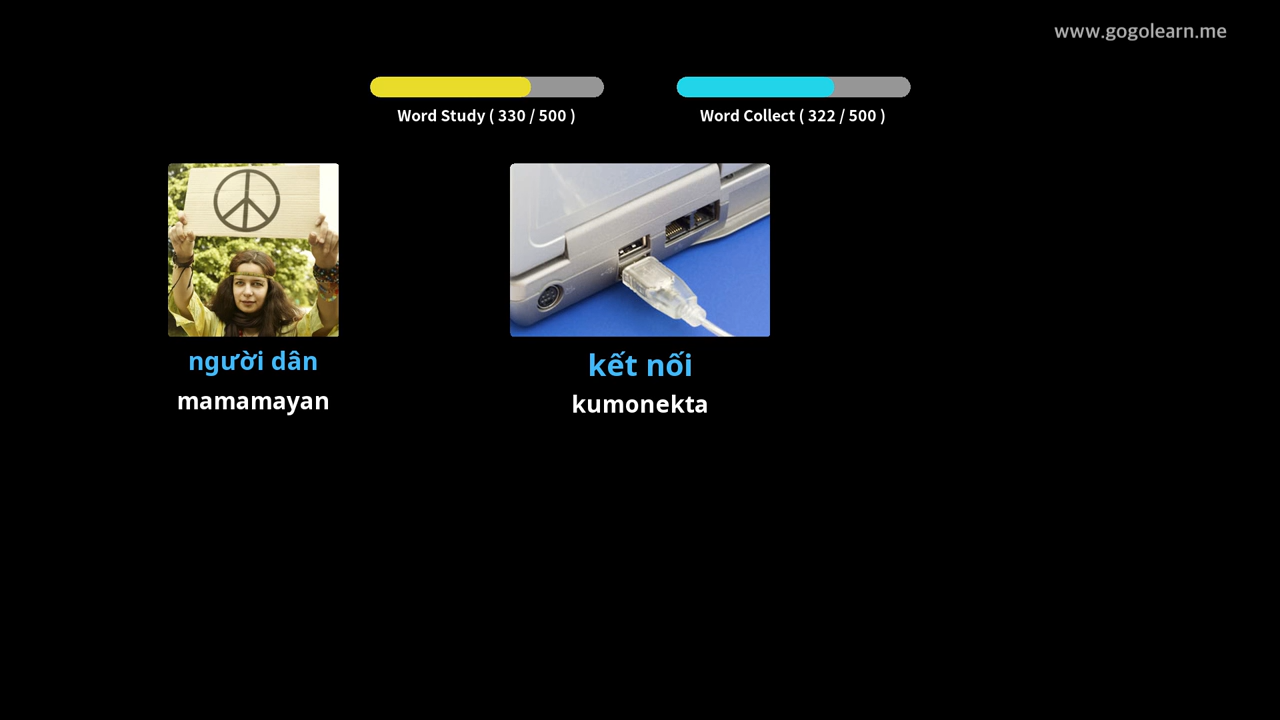 www.gogolearn.me
Word Study ( 330 / 500 )
Word Collect ( 322 / 500 )
người dân
mamamayan
kết nối
kumonekta